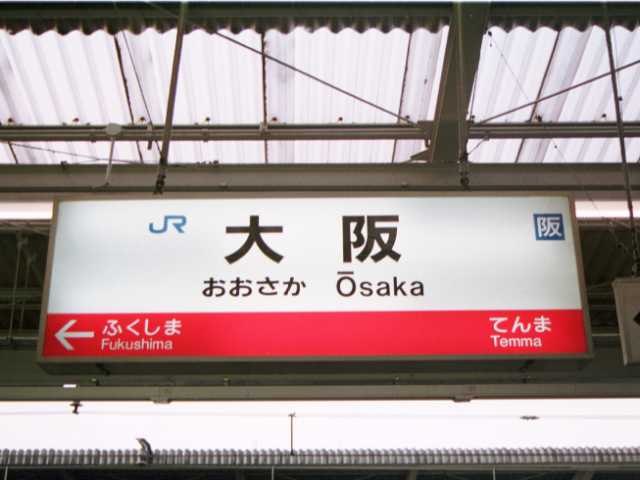 JR
大阪
阪
おおさか Ōsaka
ふくしま てんま
Fukushima Temma